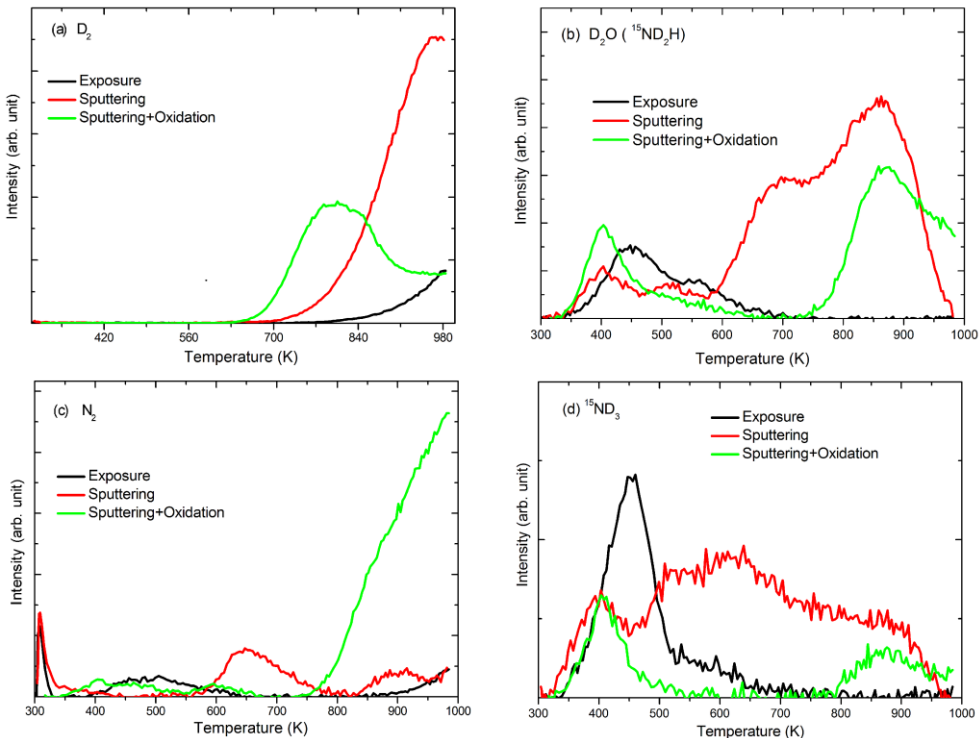 (a) D₂
Exposure
Sputtering
Sputtering+Oxidation
Intensity (arb. unit)
420 560 700 840 980
Temperature (K)
(b) D₂O ( ¹⁵ND₂H)
Exposure
Sputtering
Sputtering+Oxidation
Intensity (arb. unit)
300 400 500 600 700 800 900 1000
Temperature (K)
(c) N₂
Exposure
Sputtering
Sputtering+Oxidation
Intensity (arb. unit)
300 400 500 600 700 800 900 1000
Temperature (K)
(d) ¹⁵ND₃
Exposure
Sputtering
Sputtering+Oxidation
Intensity (arb. unit)
300 400 500 600 700 800 900 1000
Temperature (K)